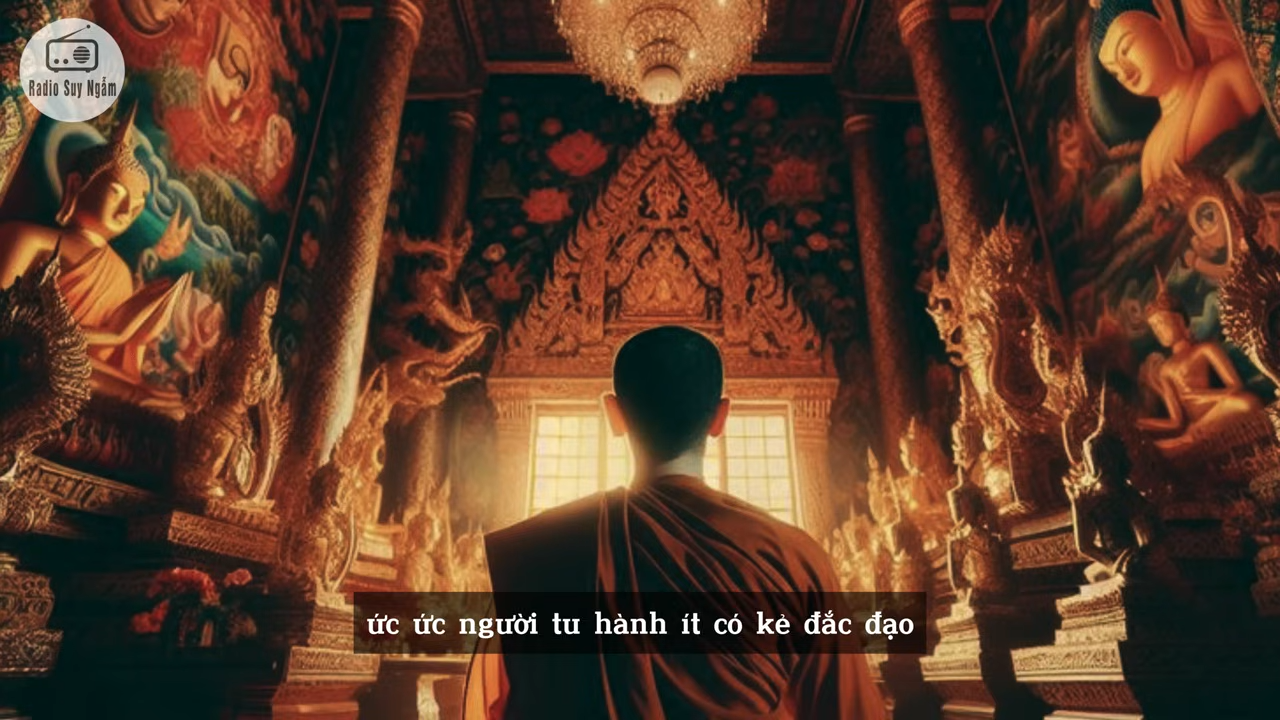 Radio Suy Ngẫm
ức ức người tu hành ít có kẻ đắc đạo